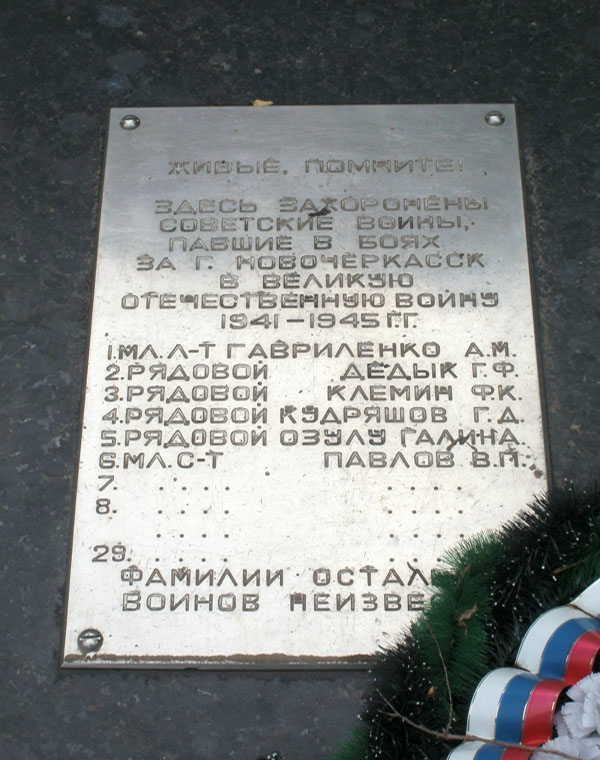 ЖИВЫЕ, ПОМНИТЕ!
ЗДЕСЬ ЗАХОРОНЕНЫ
СОВЕТСКИЕ ВОИНЫ,
ПАВШИЕ В БОЯХ
ЗА Г. НОВОЧЕРКАССК
В ВЕЛИКУЮ
ОТЕЧЕСТВЕННУЮ ВОЙНУ
1941-1945 Г.Г.
1. МЛ. Л-Т ГАВРИЛЕНКО А.М.
2. РЯДОВОЙ ДЕДЫК Г.Ф.
3. РЯДОВОЙ КЛЕМИН Ф.К.
4. РЯДОВОЙ КУДРЯШОВ Г.Д.
5. РЯДОВОЙ ОЗУЛУ ГАЛИНА.
6. МЛ. С-Т ПАВЛОВ В.П.
7. . . . . . . . .
8. . . . . . . . .
. . . . . . . .
29. . . . . . . . .
ФАМИЛИИ ОСТАЛ
ВОИНОВ НЕИЗВЕ